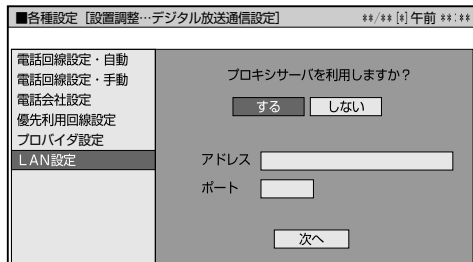 ■各種設定 [設置調整…デジタル放送通信設定] **/** [*] 午前 **:**
電話回線設定・自動
電話回線設定・手動
電話会社設定
優先利用回線設定
プロバイダ設定
LAN設定
プロキシサーバを利用しますか？
する しない
アドレス
ポート
次へ